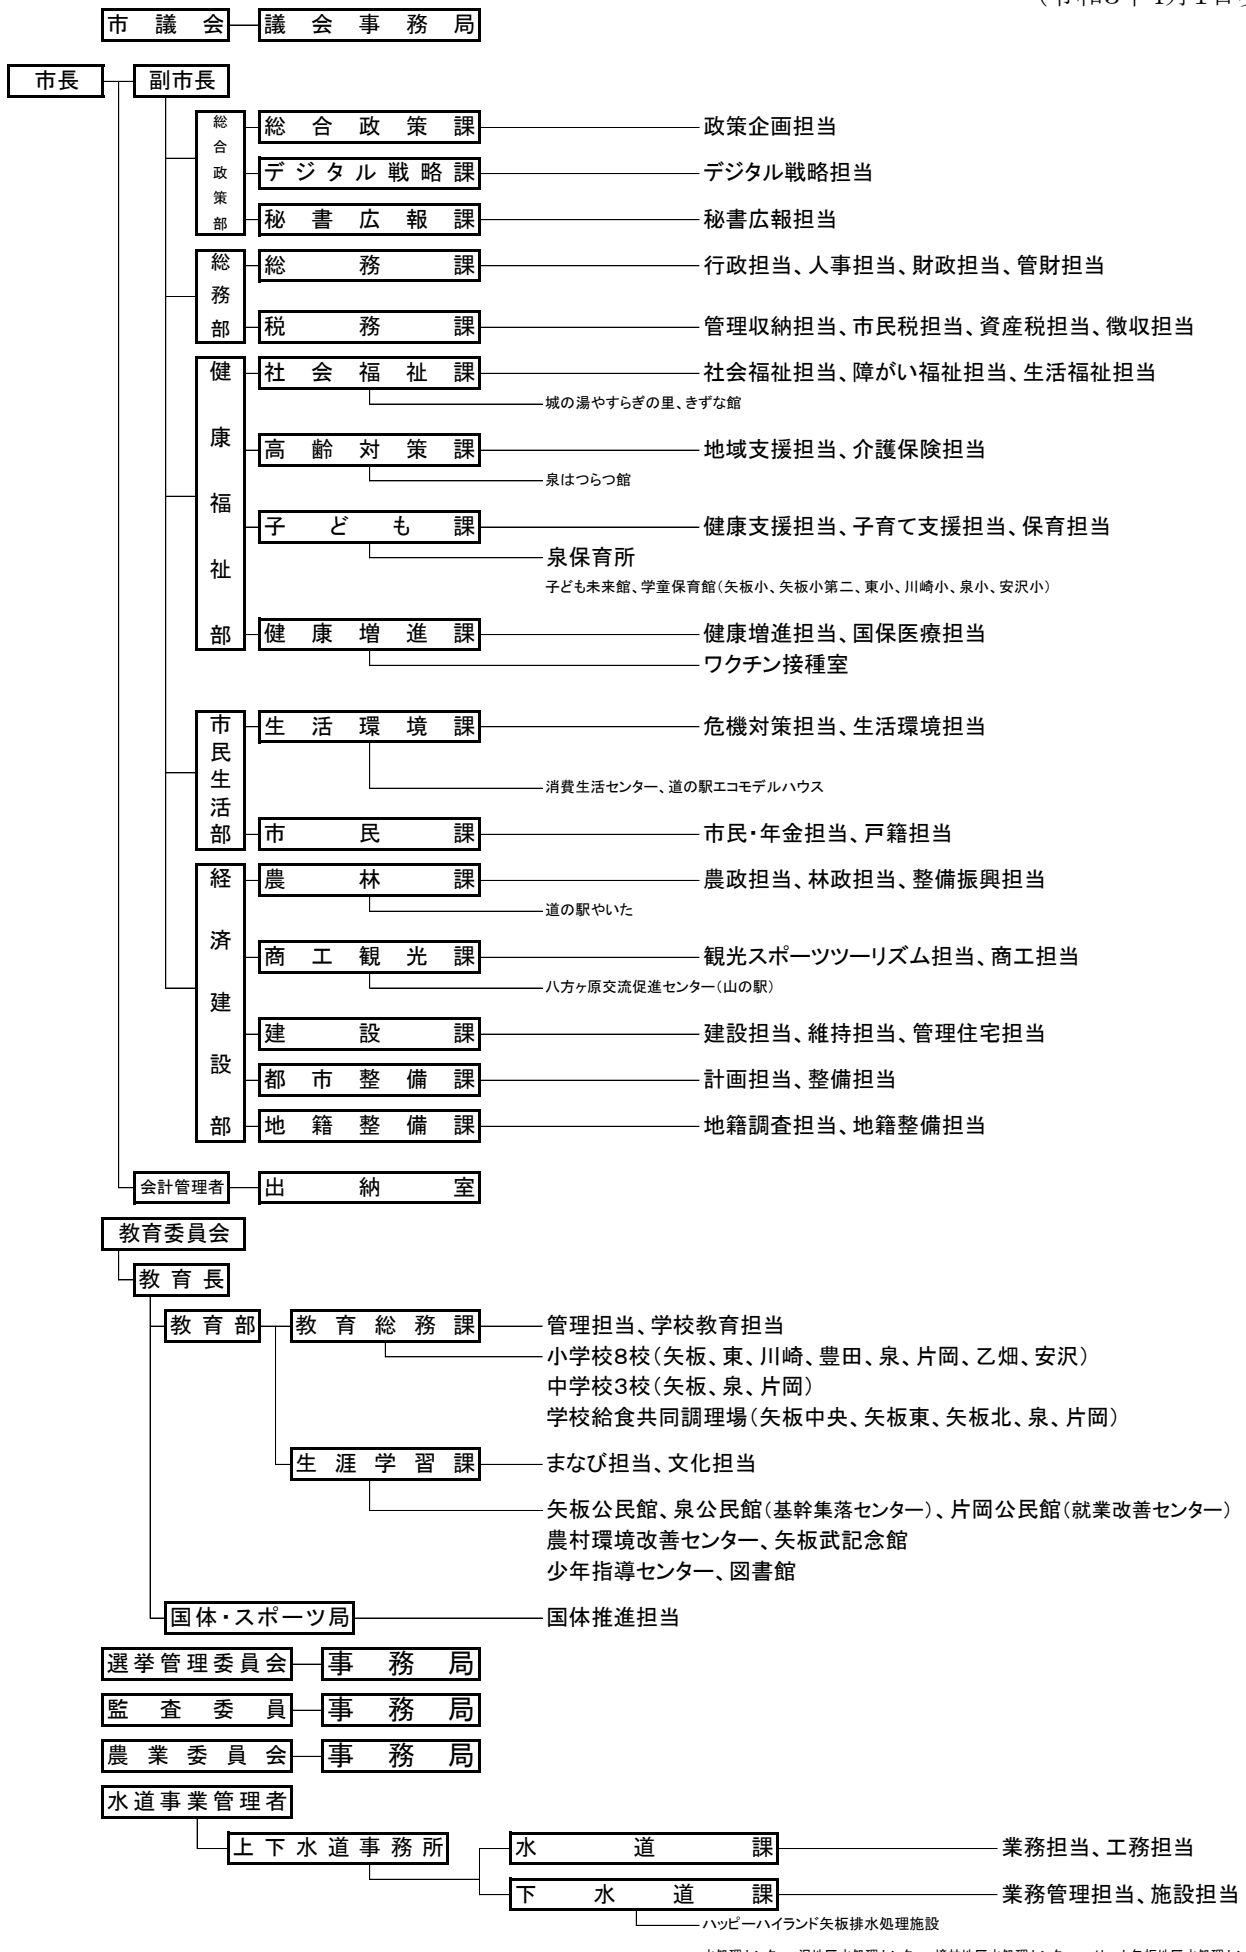 市議会 議会事務局
市長 副市長
総合政策部 総合政策課 政策企画担当
デジタル戦略課 デジタル戦略担当
秘書広報課 秘書広報担当
総務部 総務課 行政担当、人事担当、財政担当、管財担当
税務課 管理収納担当、市民税担当、資産税担当、徴収担当
健康福祉部 社会福祉課 社会福祉担当、障がい福祉担当、生活福祉担当
城の湯やすらぎの里、きずな館
高齢対策課 地域支援担当、介護保険担当
泉はつらつ館
子ども課 健康支援担当、子育て支援担当、保育担当
泉保育所
子ども未来館、学童保育館(矢板小、矢板小第二、東小、川崎小、泉小、安沢小)
健康増進課 健康増進担当、国保医療担当
ワクチン接種室
市民生活部 生活環境課 危機対策担当、生活環境担当
消費生活センター、道の駅エコモデルハウス
市民課 市民・年金担当、戸籍担当
経済建設部 農林課 農政担当、林政担当、整備振興担当
道の駅やいた
商工観光課 観光スポーツツーリズム担当、商工担当
八方ヶ原交流促進センター(山の駅)
建設課 建設担当、維持担当、管理住宅担当
都市整備課 計画担当、整備担当
地籍整備課 地籍調査担当、地籍整備担当
会計管理者 出納室
教育委員会
教育長
教育部 教育総務課 管理担当、学校教育担当
小学校8校(矢板、東、川崎、豊田、泉、片岡、乙畑、安沢)
中学校3校(矢板、泉、片岡)
学校給食共同調理場(矢板中央、矢板東、矢板北、泉、片岡)
生涯学習課 まなび担当、文化担当
矢板公民館、泉公民館(基幹集落センター)、片岡公民館(就業改善センター)
農村環境改善センター、矢板武記念館
少年指導センター、図書館
国体・スポーツ局 国体推進担当
選挙管理委員会 事務局
監査委員 事務局
農業委員会 事務局
水道事業管理者
上下水道事務所 水道課 業務担当、工務担当
下水道課 業務管理担当、施設担当
ハッピーハイランド矢板排水処理施設